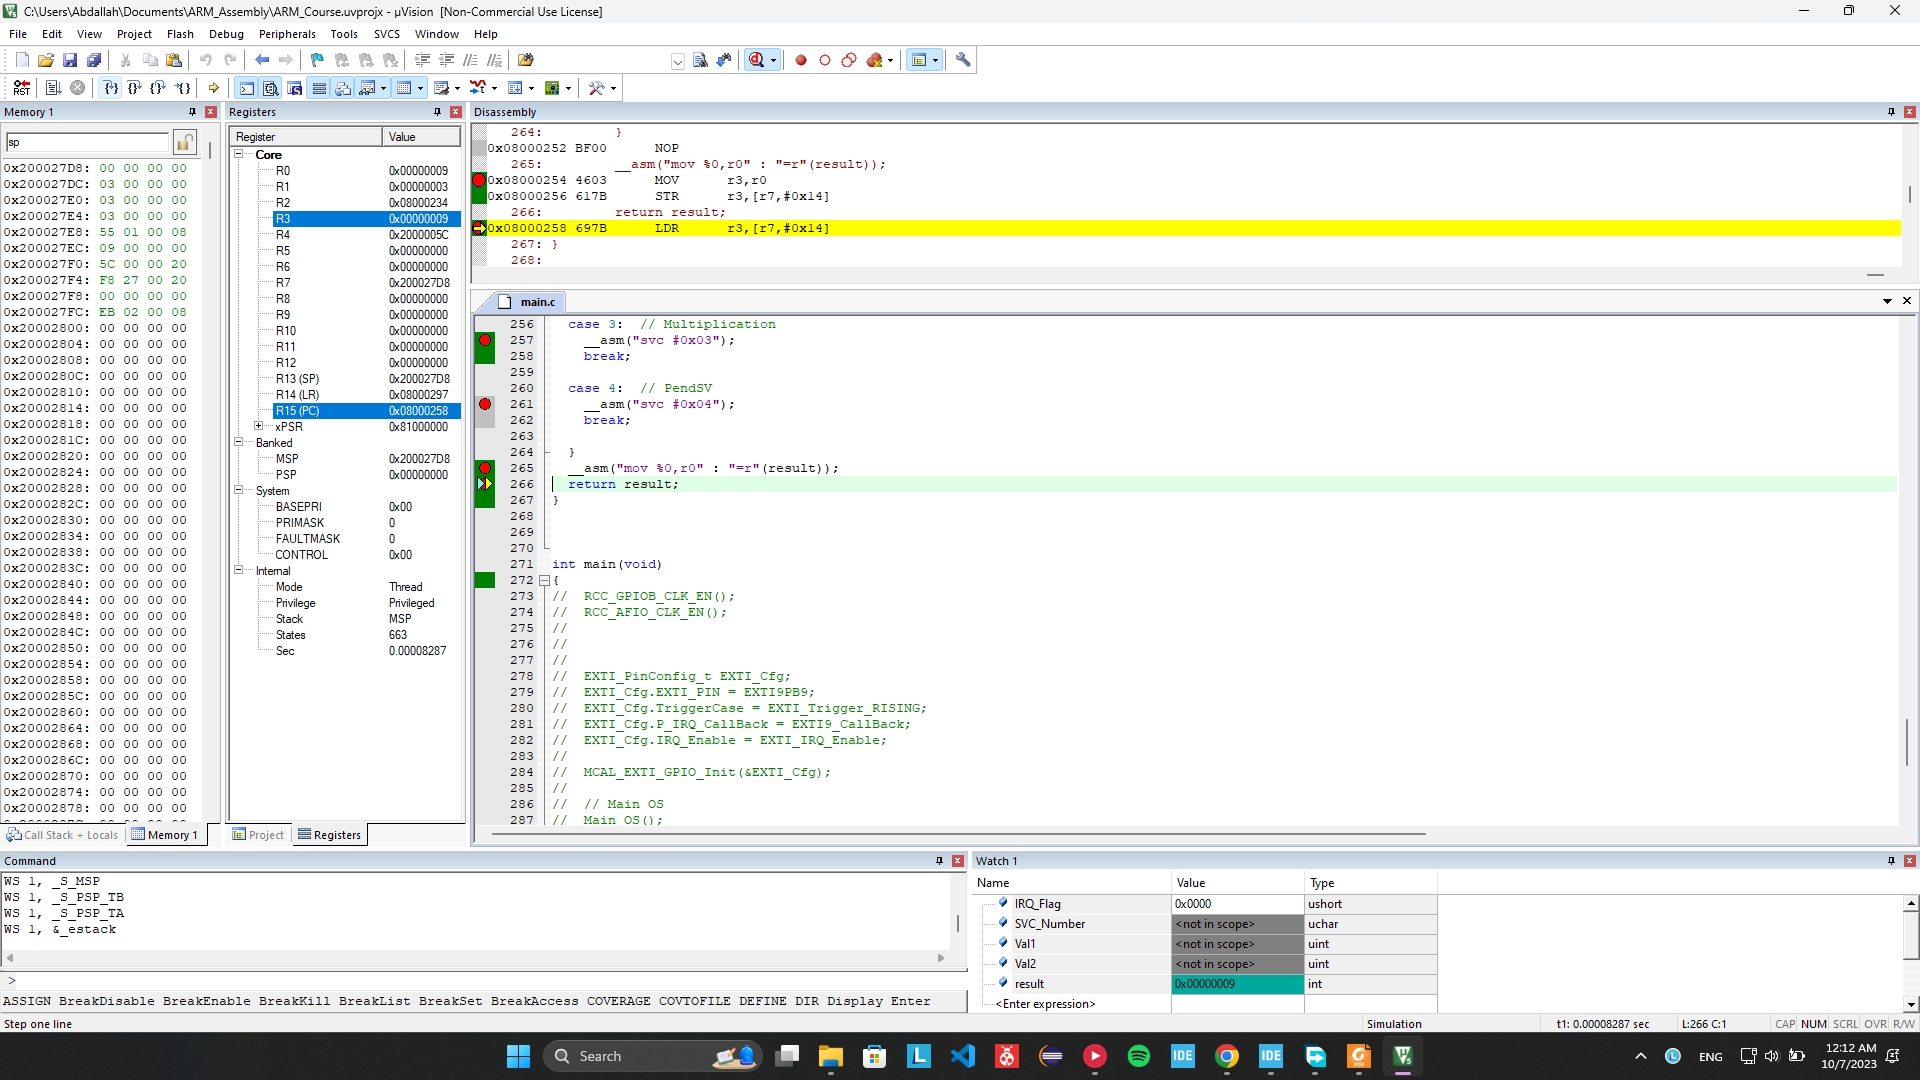 C:\Users\Abdallah\Documents\ARM_Assembly\ARM_Course.uvprojx - µVision [Non-Commercial Use License]
File Edit View Project Flash Debug Peripherals Tools SVCS Window Help
Memory 1
sp
0x200027D8: 00 00 00 00
0x200027DC: 03 00 00 00
0x200027E0: 03 00 00 00
0x200027E4: 03 00 00 00
0x200027E8: 55 01 00 08
0x200027EC: 09 00 00 00
0x200027F0: 5C 00 00 20
0x200027F4: F8 27 00 20
0x200027F8: 00 00 00 00
0x200027FC: EB 02 00 08
0x20002800: 00 00 00 00
0x20002804: 00 00 00 00
0x20002808: 00 00 00 00
0x2000280C: 00 00 00 00
0x20002810: 00 00 00 00
0x20002814: 00 00 00 00
0x20002818: 00 00 00 00
0x2000281C: 00 00 00 00
0x20002820: 00 00 00 00
0x20002824: 00 00 00 00
0x20002828: 00 00 00 00
0x2000282C: 00 00 00 00
0x20002830: 00 00 00 00
0x20002834: 00 00 00 00
0x20002838: 00 00 00 00
0x2000283C: 00 00 00 00
0x20002840: 00 00 00 00
0x20002844: 00 00 00 00
0x20002848: 00 00 00 00
0x2000284C: 00 00 00 00
0x20002850: 00 00 00 00
0x20002854: 00 00 00 00
0x20002858: 00 00 00 00
0x2000285C: 00 00 00 00
0x20002860: 00 00 00 00
0x20002864: 00 00 00 00
0x20002868: 00 00 00 00
0x2000286C: 00 00 00 00
0x20002870: 00 00 00 00
0x20002874: 00 00 00 00
0x20002878: 00 00 00 00
Call Stack + Locals Memory 1
Registers
Register Value
Core
R0 0x00000009
R1 0x00000003
R2 0x08000234
R3 0x00000009
R4 0x2000005C
R5 0x00000000
R6 0x00000000
R7 0x200027D8
R8 0x00000000
R9 0x00000000
R10 0x00000000
R11 0x00000000
R12 0x00000000
R13 (SP) 0x200027D8
R14 (LR) 0x08000297
R15 (PC) 0x08000258
xPSR 0x81000000
Banked
MSP 0x200027D8
PSP 0x00000000
System
BASEPRI 0x00
PRIMASK 0
FAULTMASK 0
CONTROL 0x00
Internal
Mode Thread
Privilege Privileged
Stack MSP
States 663
Sec 0.00008287
Project Registers
Disassembly
264: }
0x08000252 BF00 NOP
265: __asm("mov %0,r0" : "=r"(result));
0x08000254 4603 MOV r3,r0
0x08000256 617B STR r3,[r7,#0x14]
266: return result;
0x08000258 697B LDR r3,[r7,#0x14]
267: }
268:
main.c
256 case 3: // Multiplication
257 __asm("svc #0x03");
258 break;
259
260 case 4: // PendSV
261 __asm("svc #0x04");
262 break;
263
264 }
265 __asm("mov %0,r0" : "=r"(result));
266 return result;
267 }
268
269
270
271 int main(void)
272 {
273 // RCC_GPIOB_CLK_EN();
274 // RCC_AFIO_CLK_EN();
275 //
276 //
277 //
278 // EXTI_PinConfig_t EXTI_Cfg;
279 // EXTI_Cfg.EXTI_PIN = EXTI9PB9;
280 // EXTI_Cfg.TriggerCase = EXTI_Trigger_RISING;
281 // EXTI_Cfg.P_IRQ_CallBack = EXTI9_CallBack;
282 // EXTI_Cfg.IRQ_Enable = EXTI_IRQ_Enable;
283 //
284 // MCAL_EXTI_GPIO_Init(&EXTI_Cfg);
285 //
286 // // Main OS
287 // Main OS();
Command
WS 1, _S_MSP
WS 1, _S_PSP_TB
WS 1, _S_PSP_TA
WS 1, &_estack
>
ASSIGN BreakDisable BreakEnable BreakKill BreakList BreakSet BreakAccess COVERAGE COVTOFILE DEFINE DIR Display Enter
Watch 1
Name Value Type
IRQ_Flag 0x0000 ushort
SVC_Number <not in scope> uchar
Val1 <not in scope> uint
Val2 <not in scope> uint
result 0x00000009 int
<Enter expression>
Step one line Simulation t1: 0.00008287 sec L:266 C:1 CAP NUM SCRL OVR R/W
Search
ENG
12:12 AM
10/7/2023